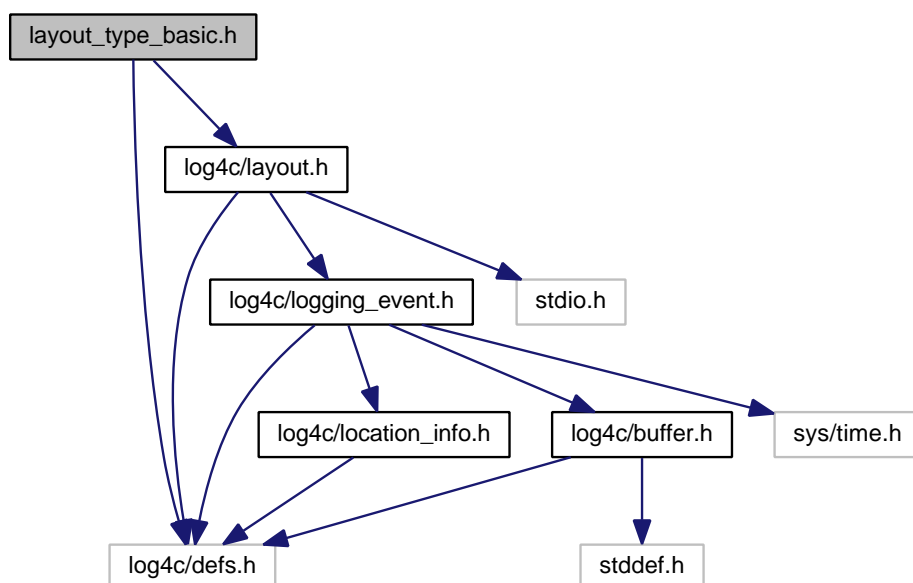 layout_type_basic.h
log4c/layout.h
log4c/logging_event.h
stdio.h
log4c/location_info.h
log4c/buffer.h
sys/time.h
log4c/defs.h
stddef.h